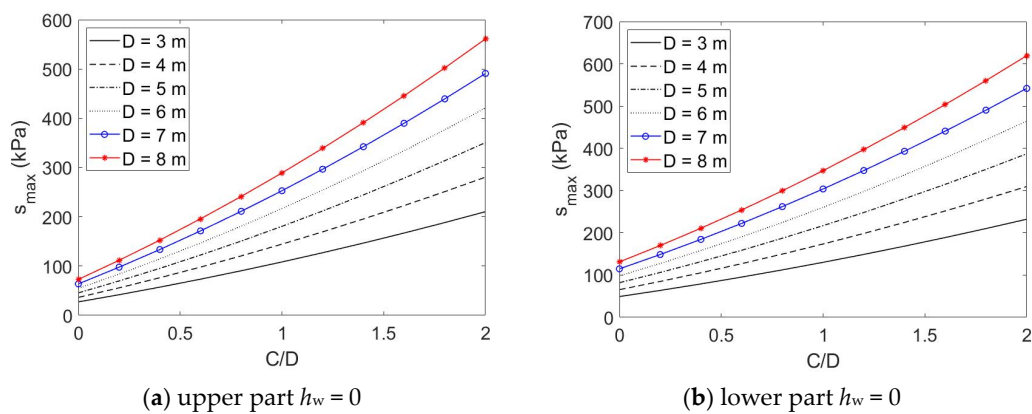 600
500
400
300
200
100
0
s_max (kPa)
D = 3 m
D = 4 m
D = 5 m
D = 6 m
D = 7 m
D = 8 m
0 0.5 1 1.5 2
C/D
(a) upper part h_w = 0
700
600
500
400
300
200
100
0
s_max (kPa)
D = 3 m
D = 4 m
D = 5 m
D = 6 m
D = 7 m
D = 8 m
0 0.5 1 1.5 2
C/D
(b) lower part h_w = 0